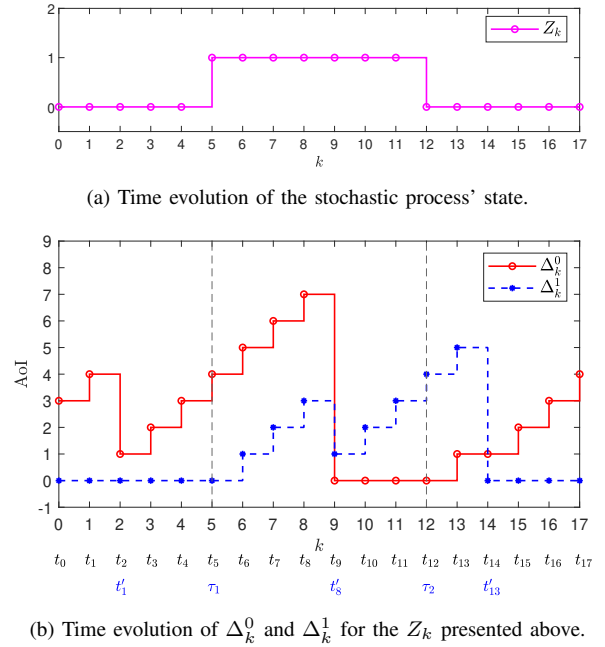 2
1
0
Z_k
0 1 2 3 4 5 6 7 8 9 10 11 12 13 14 15 16 17
k
(a) Time evolution of the stochastic process' state.
9
8
7
6
5
4
3
2
1
0
-1
AoI
Δ_k^0
Δ_k^1
0 1 2 3 4 5 6 7 8 9 10 11 12 13 14 15 16 17
k
t_0 t_1 t_2 t_3 t_4 t_5 t_6 t_7 t_8 t_9 t_10 t_11 t_12 t_13 t_14 t_15 t_16 t_17
t'_1 τ_1 t'_8 τ_2 t'_13
(b) Time evolution of Δ_k^0 and Δ_k^1 for the Z_k presented above.